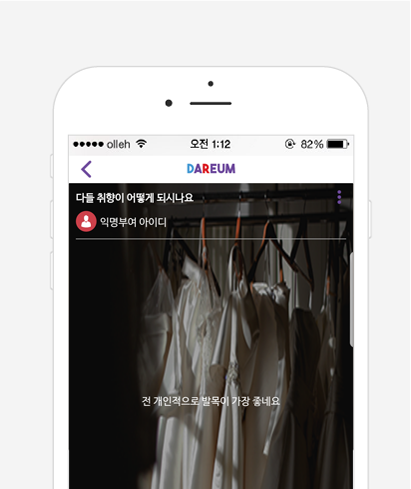 olleh 오전 1:12 82%
DAREUM
다들 취향이 어떻게 되시나요
익명부여 아이디
전 개인적으로 발목이 가장 좋네요